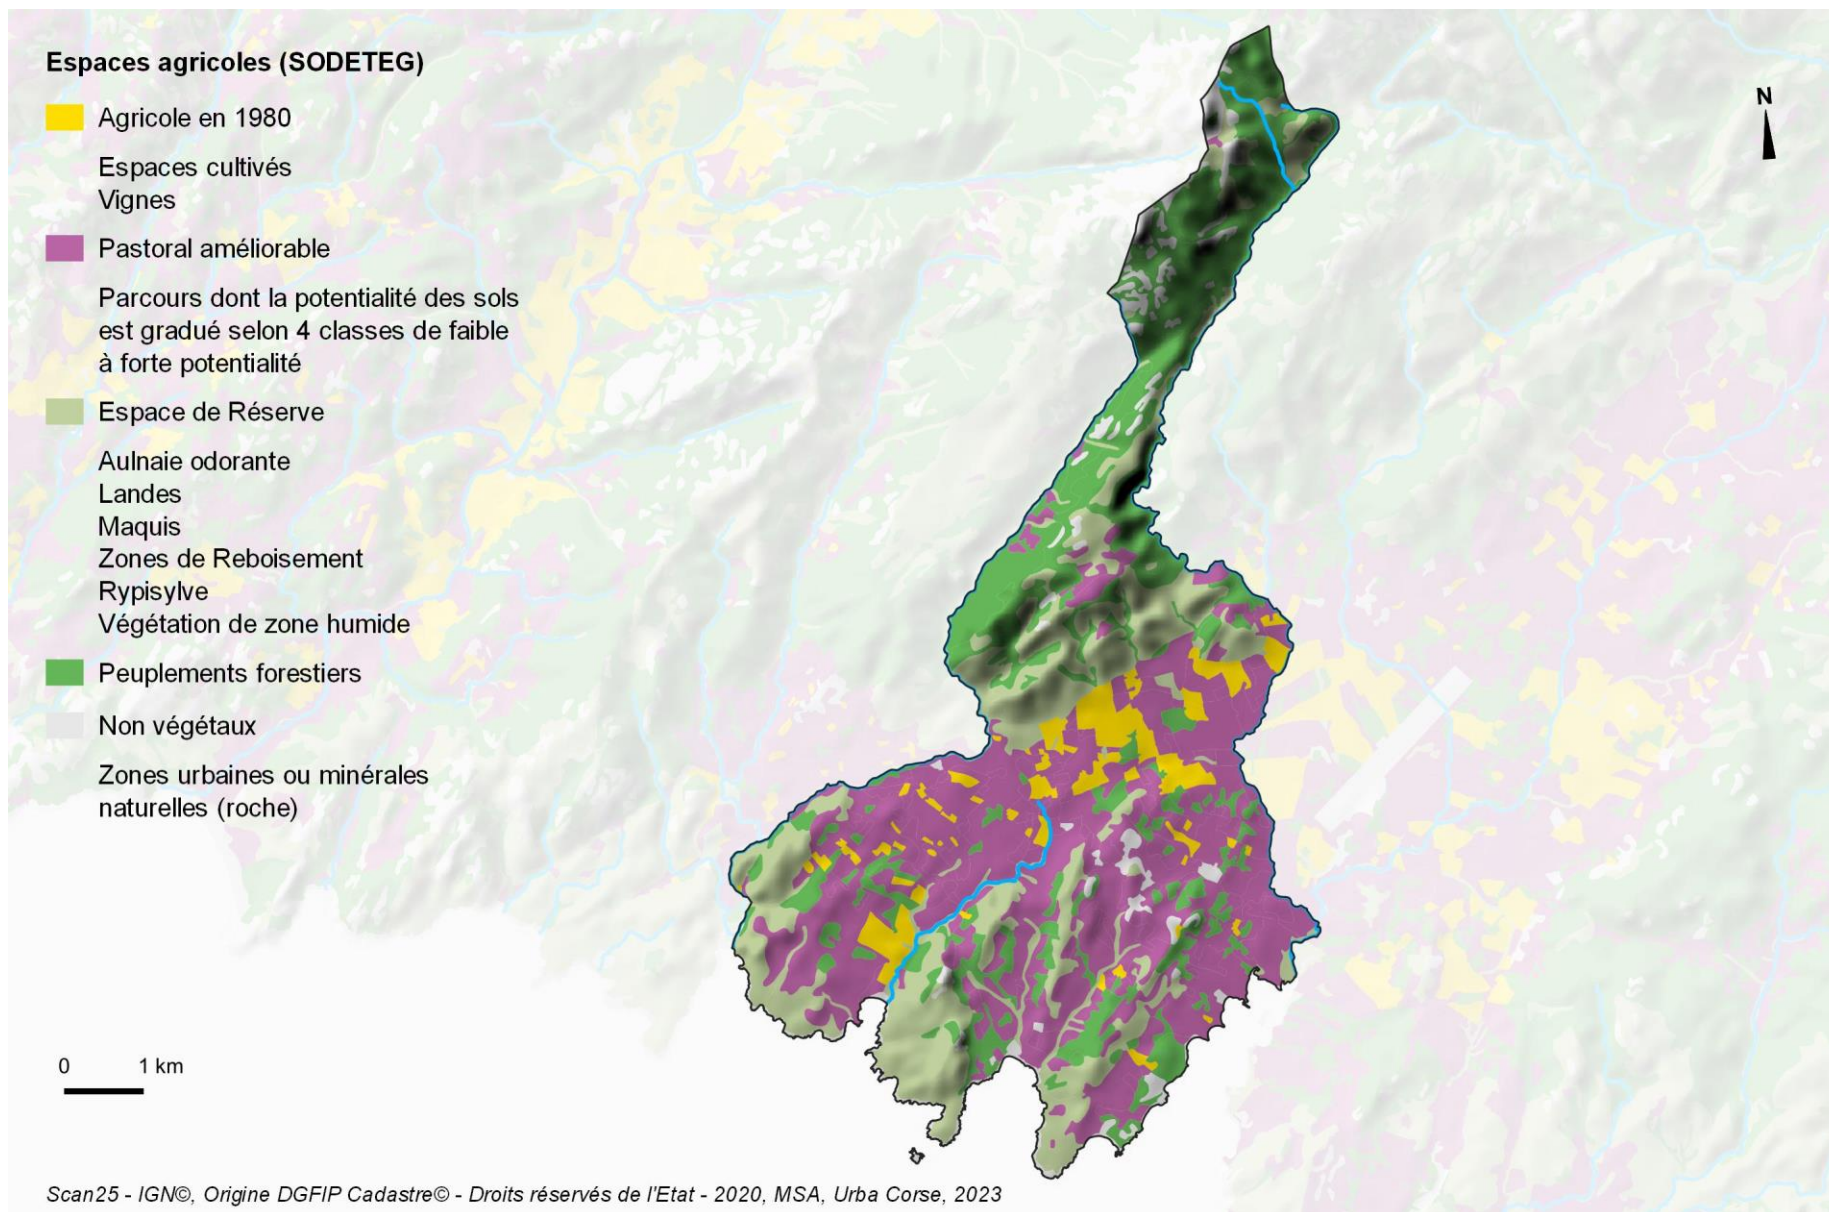 Espaces agricoles (SODETEG)
Agricole en 1980
Espaces cultivés
Vignes
Pastoral améliorable
Parcours dont la potentialité des sols
est gradué selon 4 classes de faible
à forte potentialité
Espace de Réserve
Aulnaie odorante
Landes
Maquis
Zones de Reboisement
Rypisylve
Végétation de zone humide
Peuplements forestiers
Non végétaux
Zones urbaines ou minérales
naturelles (roche)
N
0 1 km
Scan25 - IGN©, Origine DGFIP Cadastre© - Droits réservés de l'Etat - 2020, MSA, Urba Corse, 2023